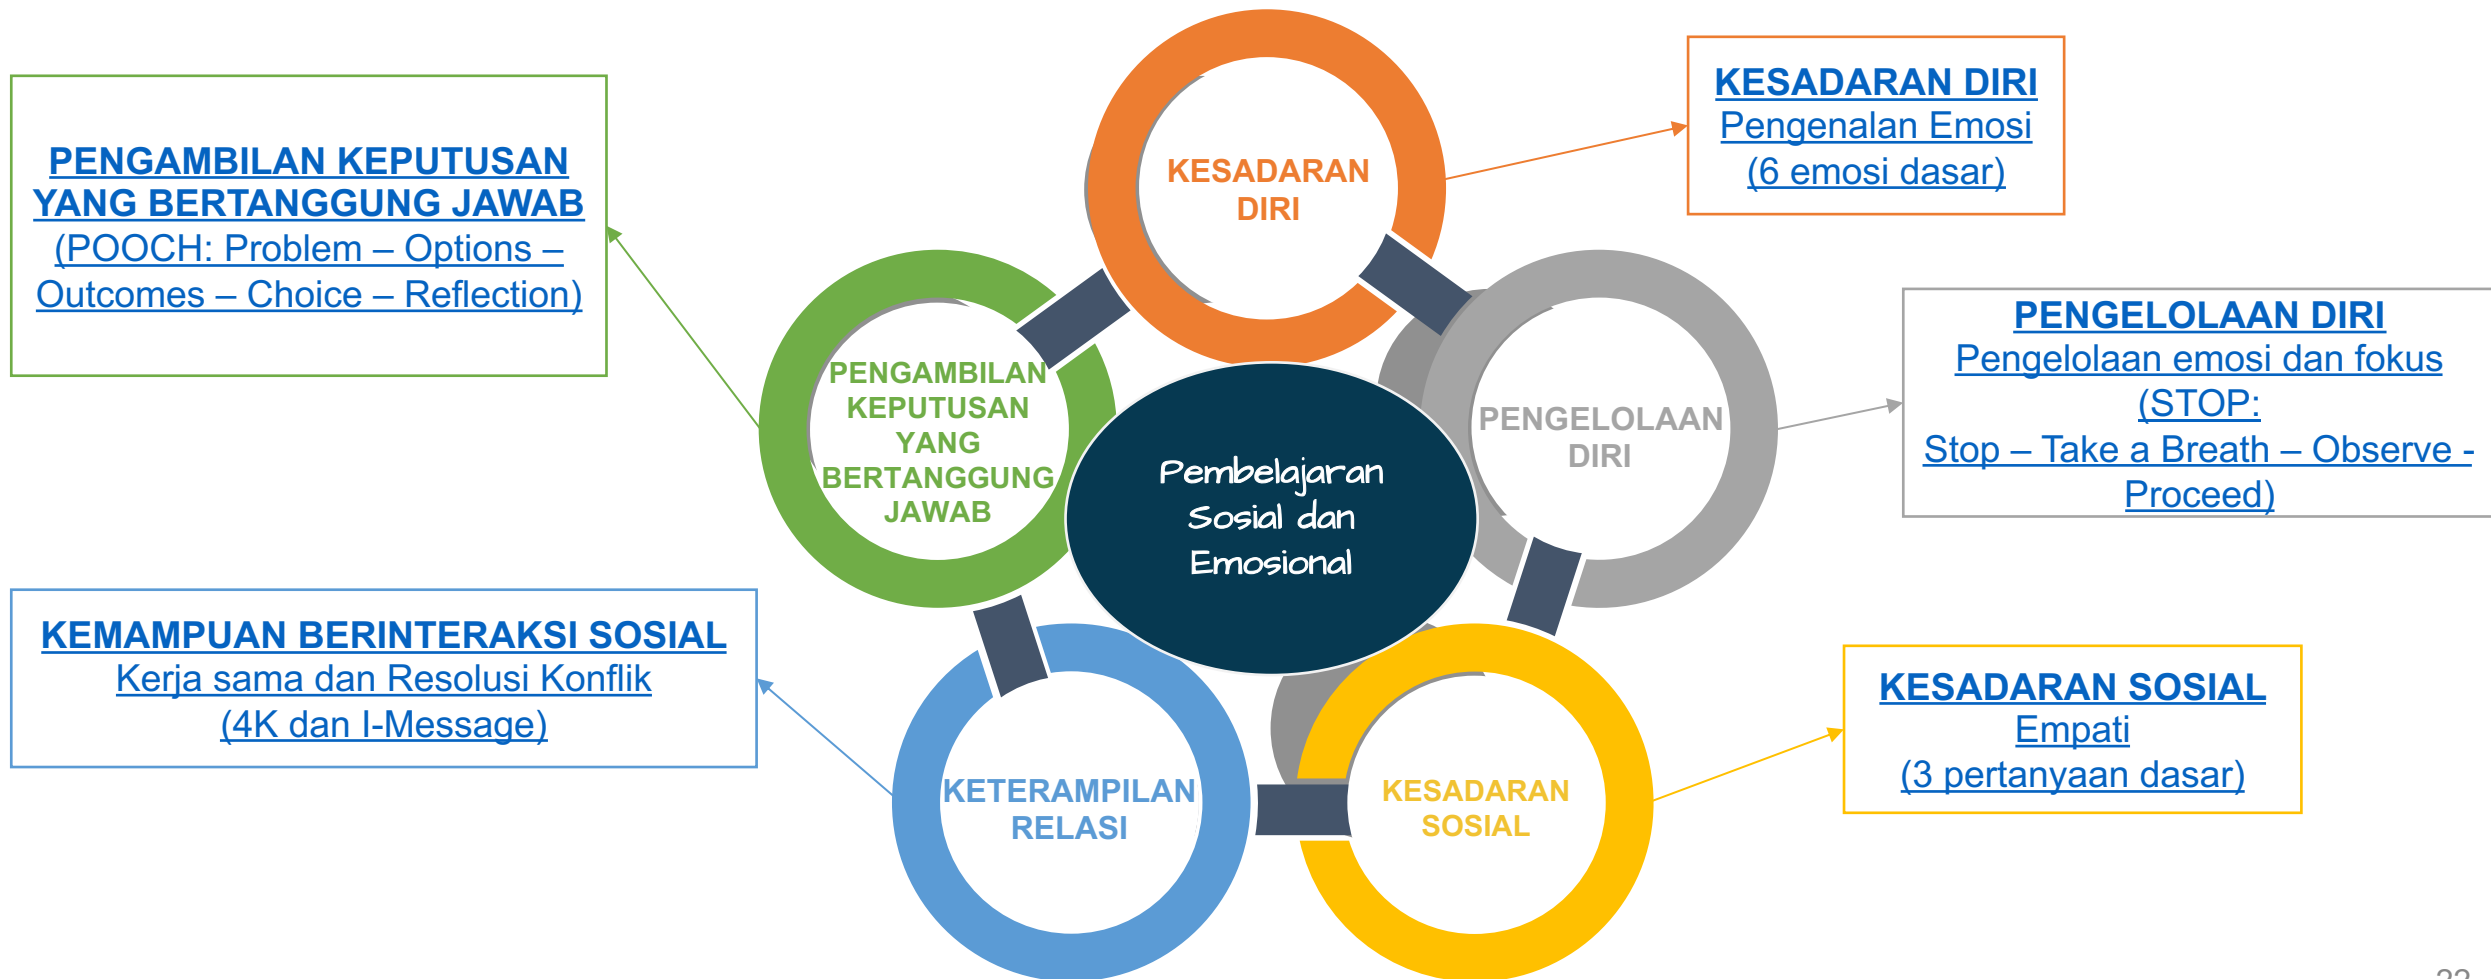 KESADARAN
DIRI
KESADARAN DIRI
Pengenalan Emosi
(6 emosi dasar)
PENGAMBILAN KEPUTUSAN
YANG BERTANGGUNG JAWAB
(POOCH: Problem – Options –
Outcomes – Choice – Reflection)
PENGAMBILAN
KEPUTUSAN
YANG
BERTANGGUNG
JAWAB
PENGELOLAAN
DIRI
PENGELOLAAN DIRI
Pengelolaan emosi dan fokus
(STOP:
Stop – Take a Breath – Observe -
Proceed)
Pembelajaran
Sosial dan
Emosional
KEMAMPUAN BERINTERAKSI SOSIAL
Kerja sama dan Resolusi Konflik
(4K dan I-Message)
KETERAMPILAN
RELASI
KESADARAN
SOSIAL
KESADARAN SOSIAL
Empati
(3 pertanyaan dasar)